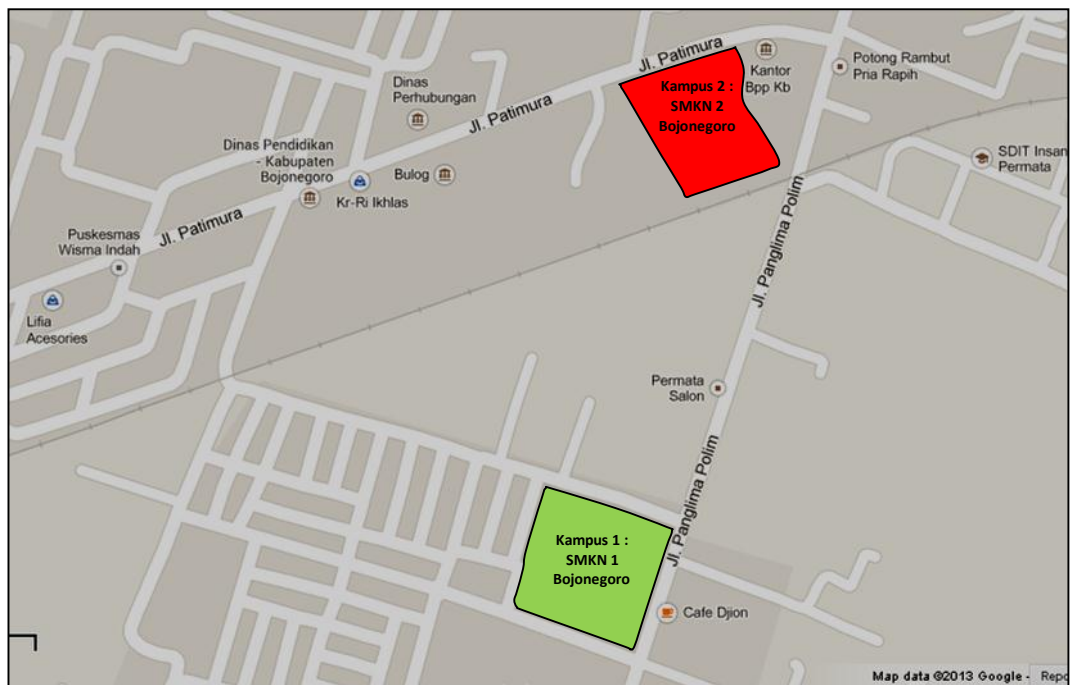 Jl. Patimura
Kampus 2 :
SMKN 2
Bojonegoro
Kantor
Bpp Kb
Potong Rambut
Pria Rapih
Dinas
Perhubungan
Jl. Patimura
Dinas Pendidikan
- Kabupaten
Bojonegoro
Bulog
Kr-Ri Ikhlas
SDIT Insan
Permata
Jl. Patimura
Puskesmas
Wisma Indah
Jl. Panglima Polim
Lifia
Acesories
Permata
Salon
Jl. Panglima Polim
Kampus 1 :
SMKN 1
Bojonegoro
Cafe Djion
Map data ©2013 Google - Repo